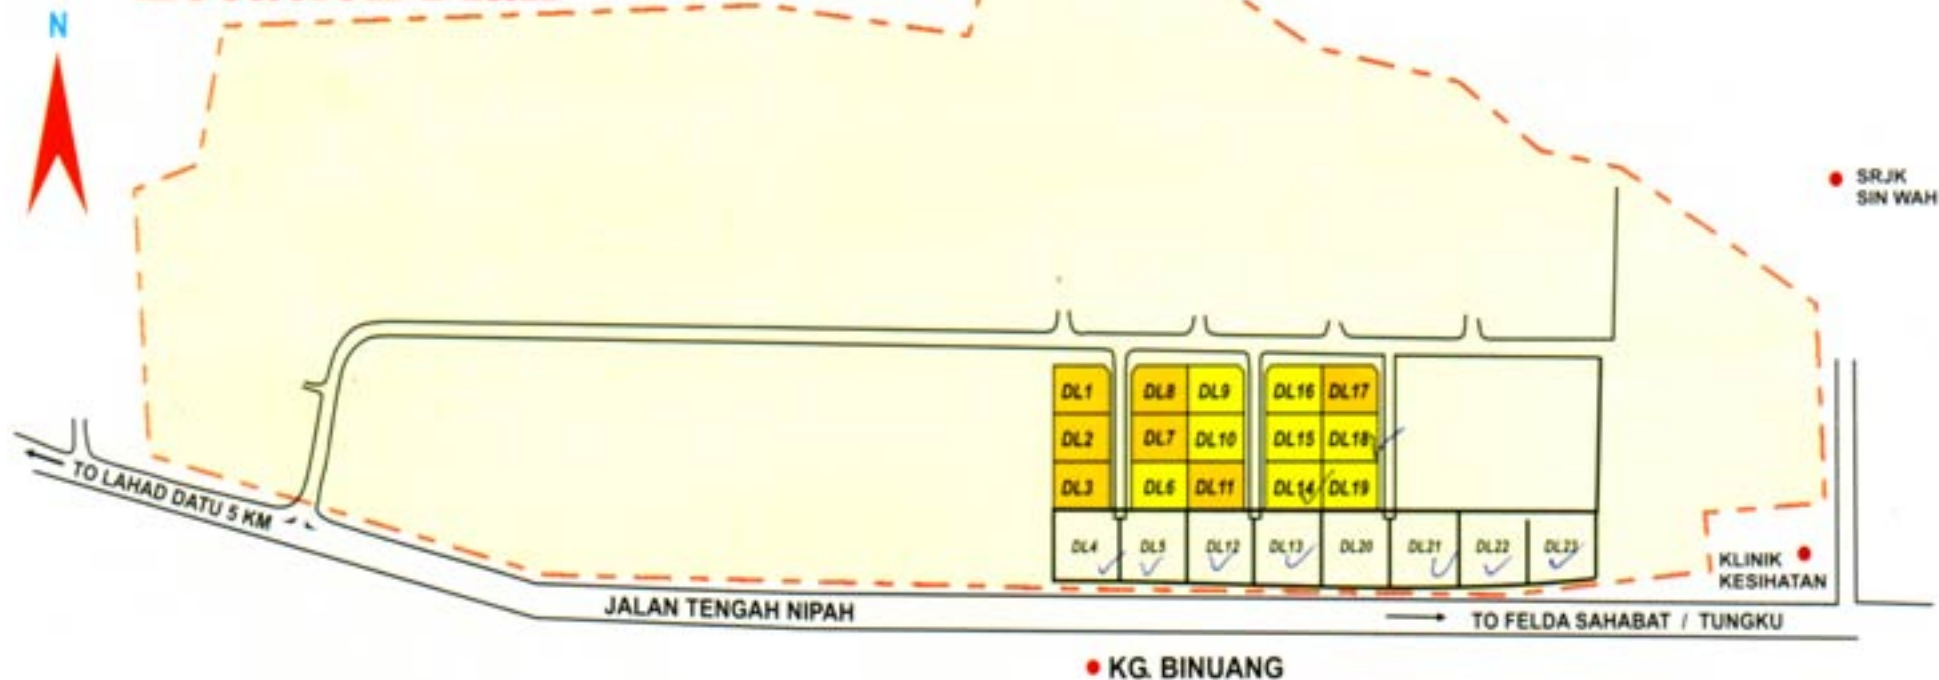 N
SRJK
SIN WAH
DL1 DL8 DL9 DL16 DL17
DL2 DL7 DL10 DL15 DL18
DL3 DL6 DL11 DL14 DL19
DL4 DL5 DL12 DL13 DL20 DL21 DL22 DL23
TO LAHAD DATU 5 KM
KLINIK
KESIHATAN
JALAN TENGAH NIPAH
TO FELDA SAHABAT / TUNGKU
KG. BINUANG